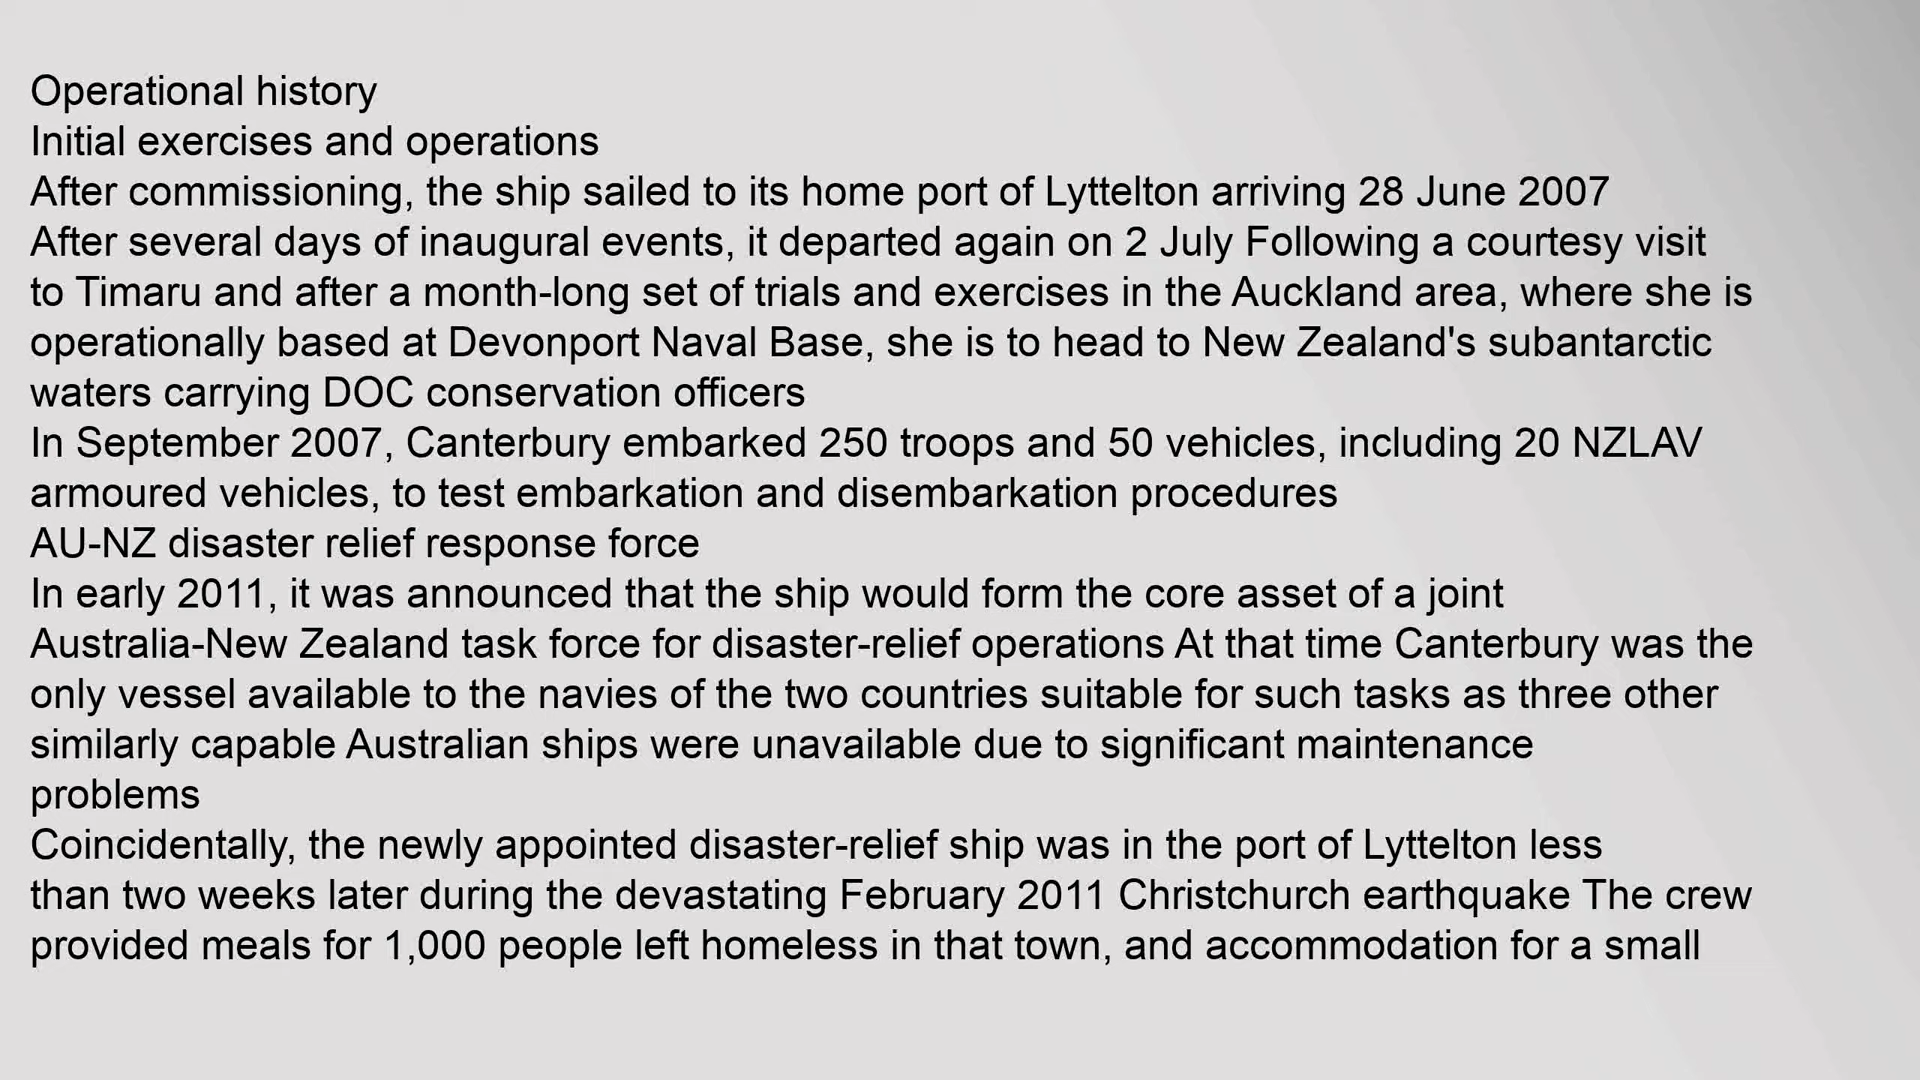 Operational history
Initial exercises and operations
After commissioning, the ship sailed to its home port of Lyttelton arriving 28 June 2007
After several days of inaugural events, it departed again on 2 July Following a courtesy visit
to Timaru and after a month-long set of trials and exercises in the Auckland area, where she is
operationally based at Devonport Naval Base, she is to head to New Zealand's subantarctic
waters carrying DOC conservation officers
In September 2007, Canterbury embarked 250 troops and 50 vehicles, including 20 NZLAV
armoured vehicles, to test embarkation and disembarkation procedures
AU-NZ disaster relief response force
In early 2011, it was announced that the ship would form the core asset of a joint
Australia-New Zealand task force for disaster-relief operations At that time Canterbury was the
only vessel available to the navies of the two countries suitable for such tasks as three other
similarly capable Australian ships were unavailable due to significant maintenance
problems
Coincidentally, the newly appointed disaster-relief ship was in the port of Lyttelton less
than two weeks later during the devastating February 2011 Christchurch earthquake The crew
provided meals for 1,000 people left homeless in that town, and accommodation for a small